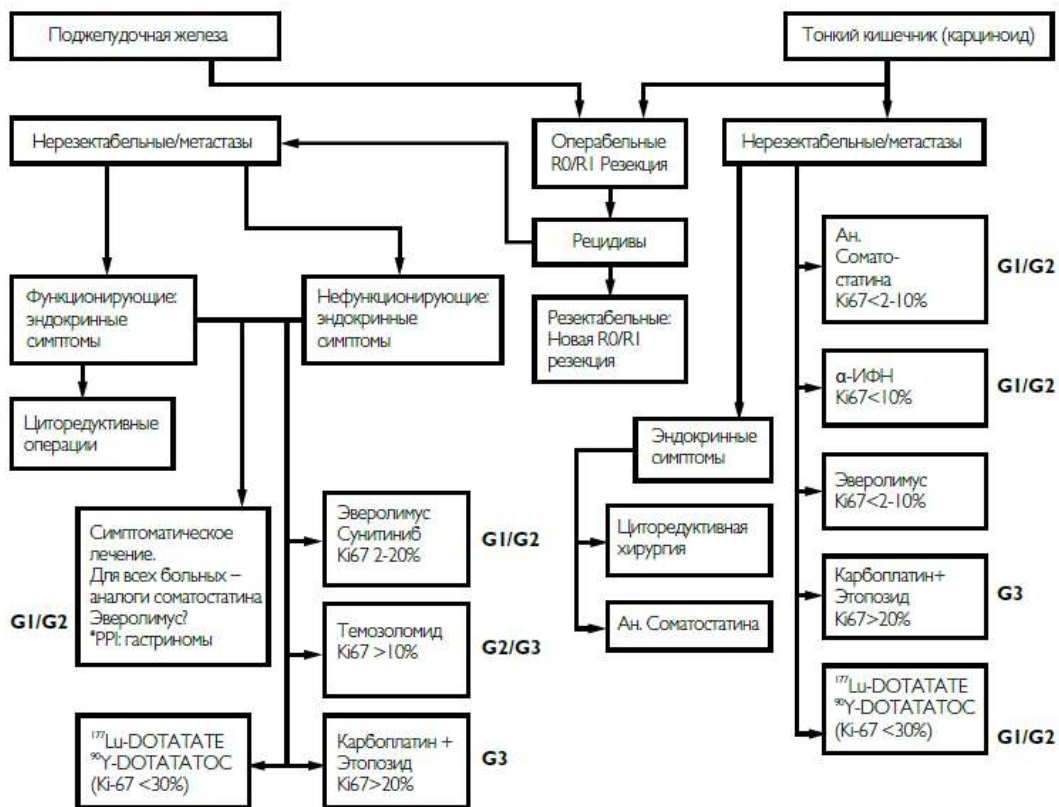 Поджелудочная железа
Тонкий кишечник (карциноид)
Нерезектабельные/метастазы
Операбельные
R0/R1 Резекция
Нерезектабельные/метастазы
Рецидивы
Функционирующие:
эндокринные
симптомы
Нефункционирующие:
эндокринные
симптомы
Резектабельные:
Новая R0/R1
резекция
Ан.
Сомато-
статина
Ki67<2-10%
G1/G2
α-ИФН
Ki67<10%
G1/G2
Циторедуктивные
операции
Эндокринные
симптомы
Эверолимус
Ki67<2-10%
Симптоматическое
лечение.
Для всех больных –
аналоги соматостатина
Эверолимус?
*PPI: гастриномы
G1/G2
Эверолимус
Сунитиниб
Ki67 2-20%
G1/G2
Циторедуктивная
хирургия
Карбоплатин+
Этопозид
Ki67>20%
G3
Темозоломид
Ki67 >10%
G2/G3
Ан. Соматостатина
177Lu-DOTATATE
90Y-DOTATATOC
(Ki-67 <30%)
G1/G2
177Lu-DOTATATE
90Y-DOTATATOC
(Ki-67 <30%)
Карбоплатин +
Этопозид
Ki67>20%
G3